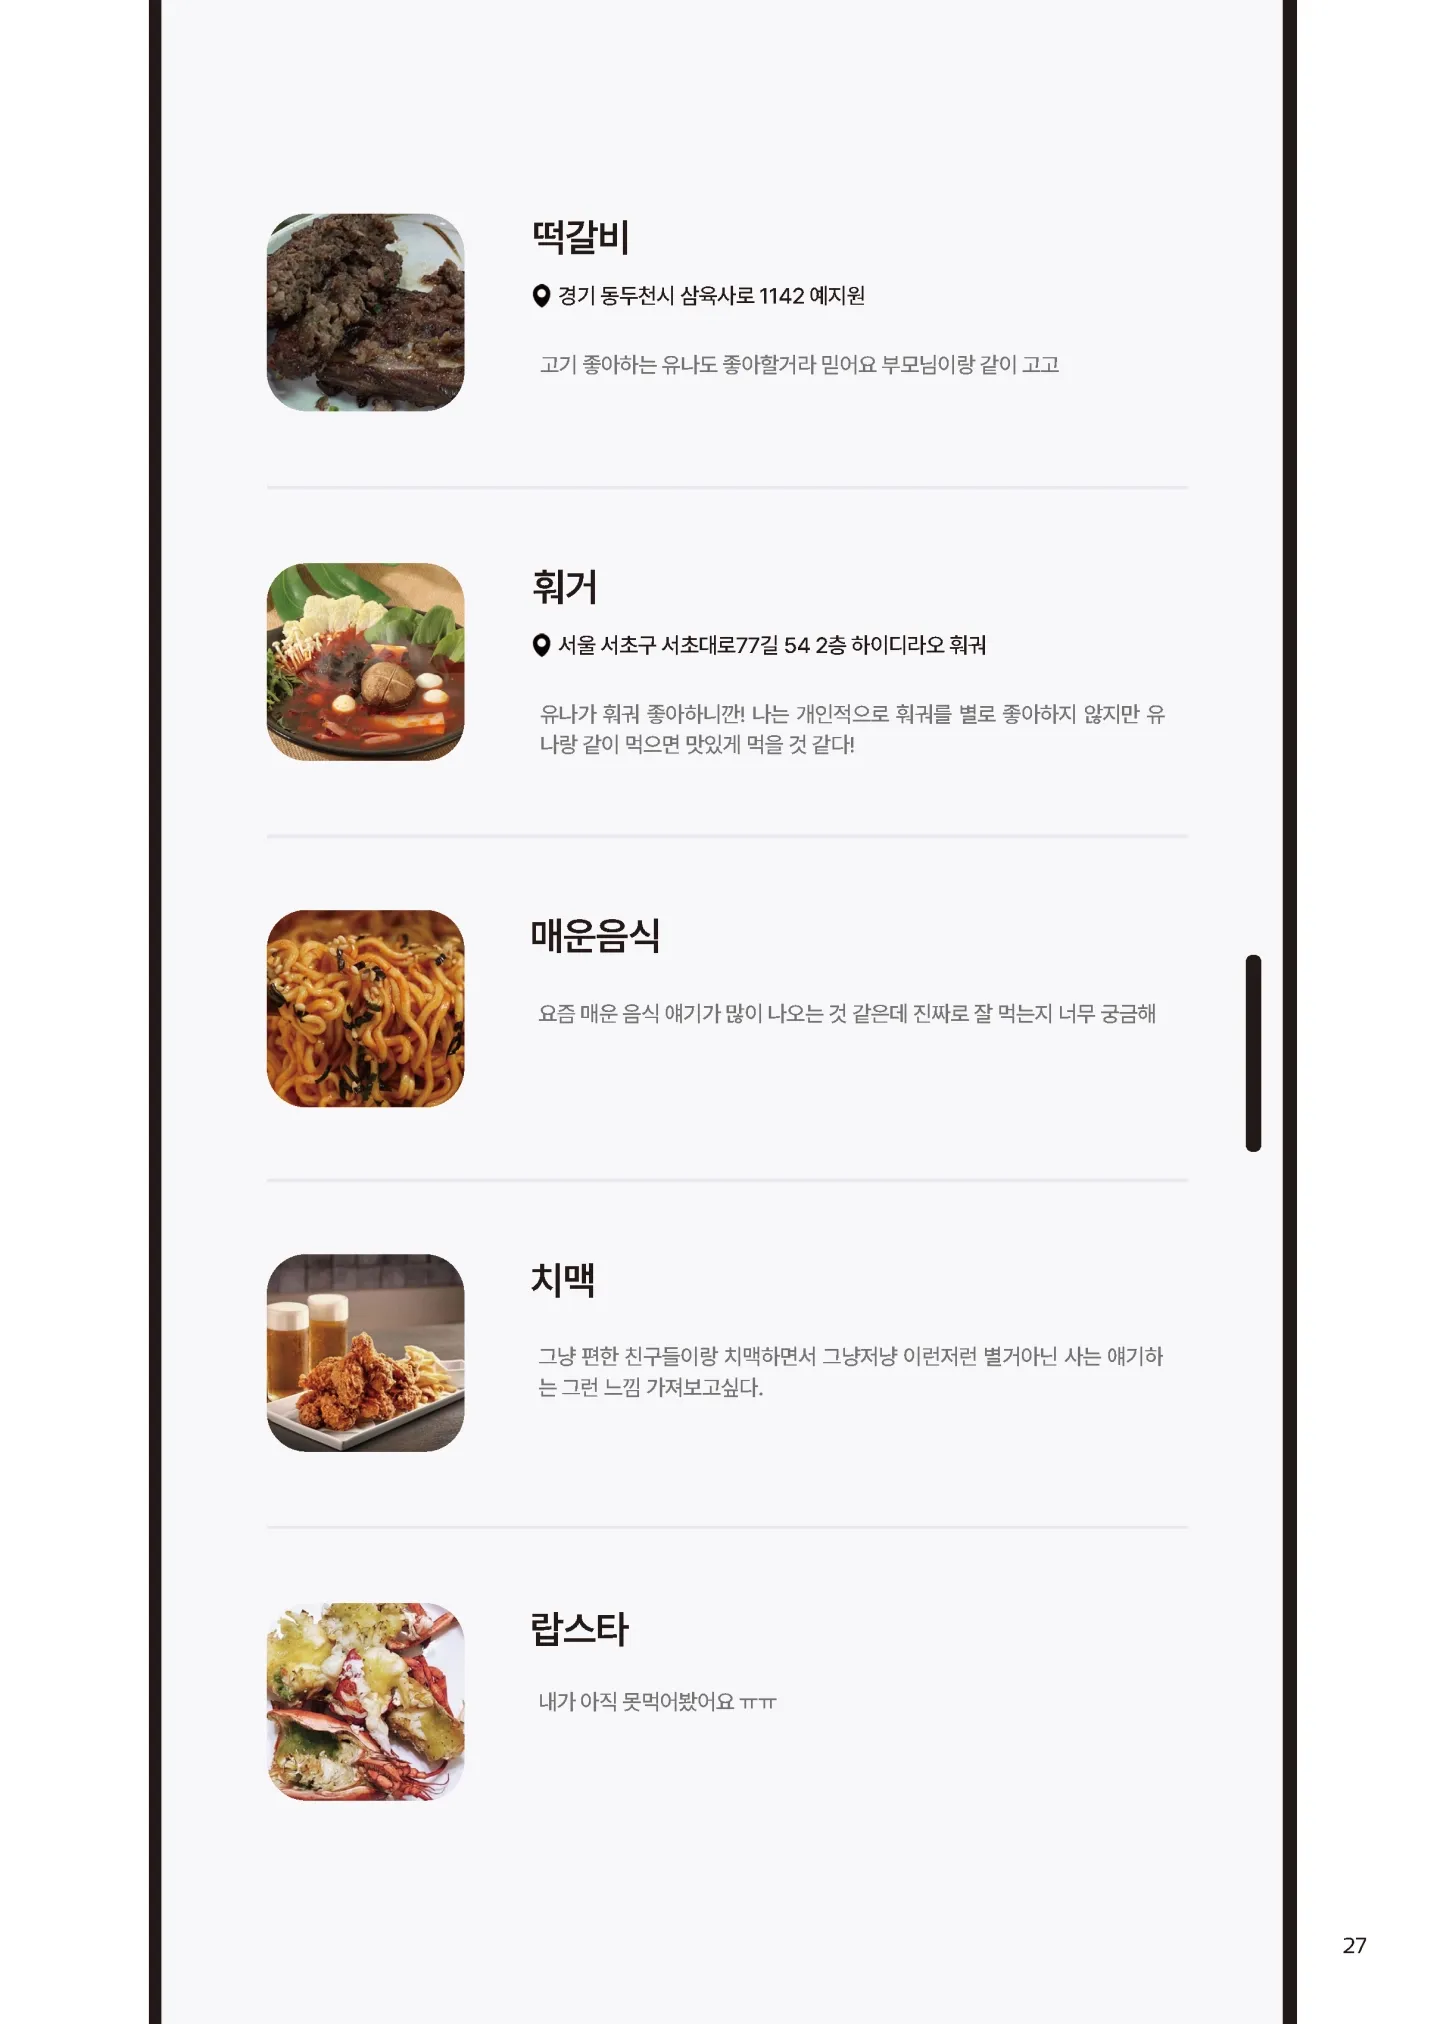 떡갈비
경기 동두천시 삼육사로 1142 예지원
고기 좋아하는 유나도 좋아할거라 믿어요 부모님이랑 같이 고고
훠거
서울 서초구 서초대로77길 54 2층 하이디라오 훠궈
유나가 훠궈 좋아하니깐! 나는 개인적으로 훠궈를 별로 좋아하지 않지만 유
나랑 같이 먹으면 맛있게 먹을 것 같다!
매운음식
요즘 매운 음식 얘기가 많이 나오는 것 같은데 진짜로 잘 먹는지 너무 궁금해
치맥
그냥 편한 친구들이랑 치맥하면서 그냥저냥 이런저런 별거아닌 사는 얘기하
는 그런 느낌 가져보고싶다.
랍스타
내가 아직 못먹어봤어요 ㅠㅠ
27